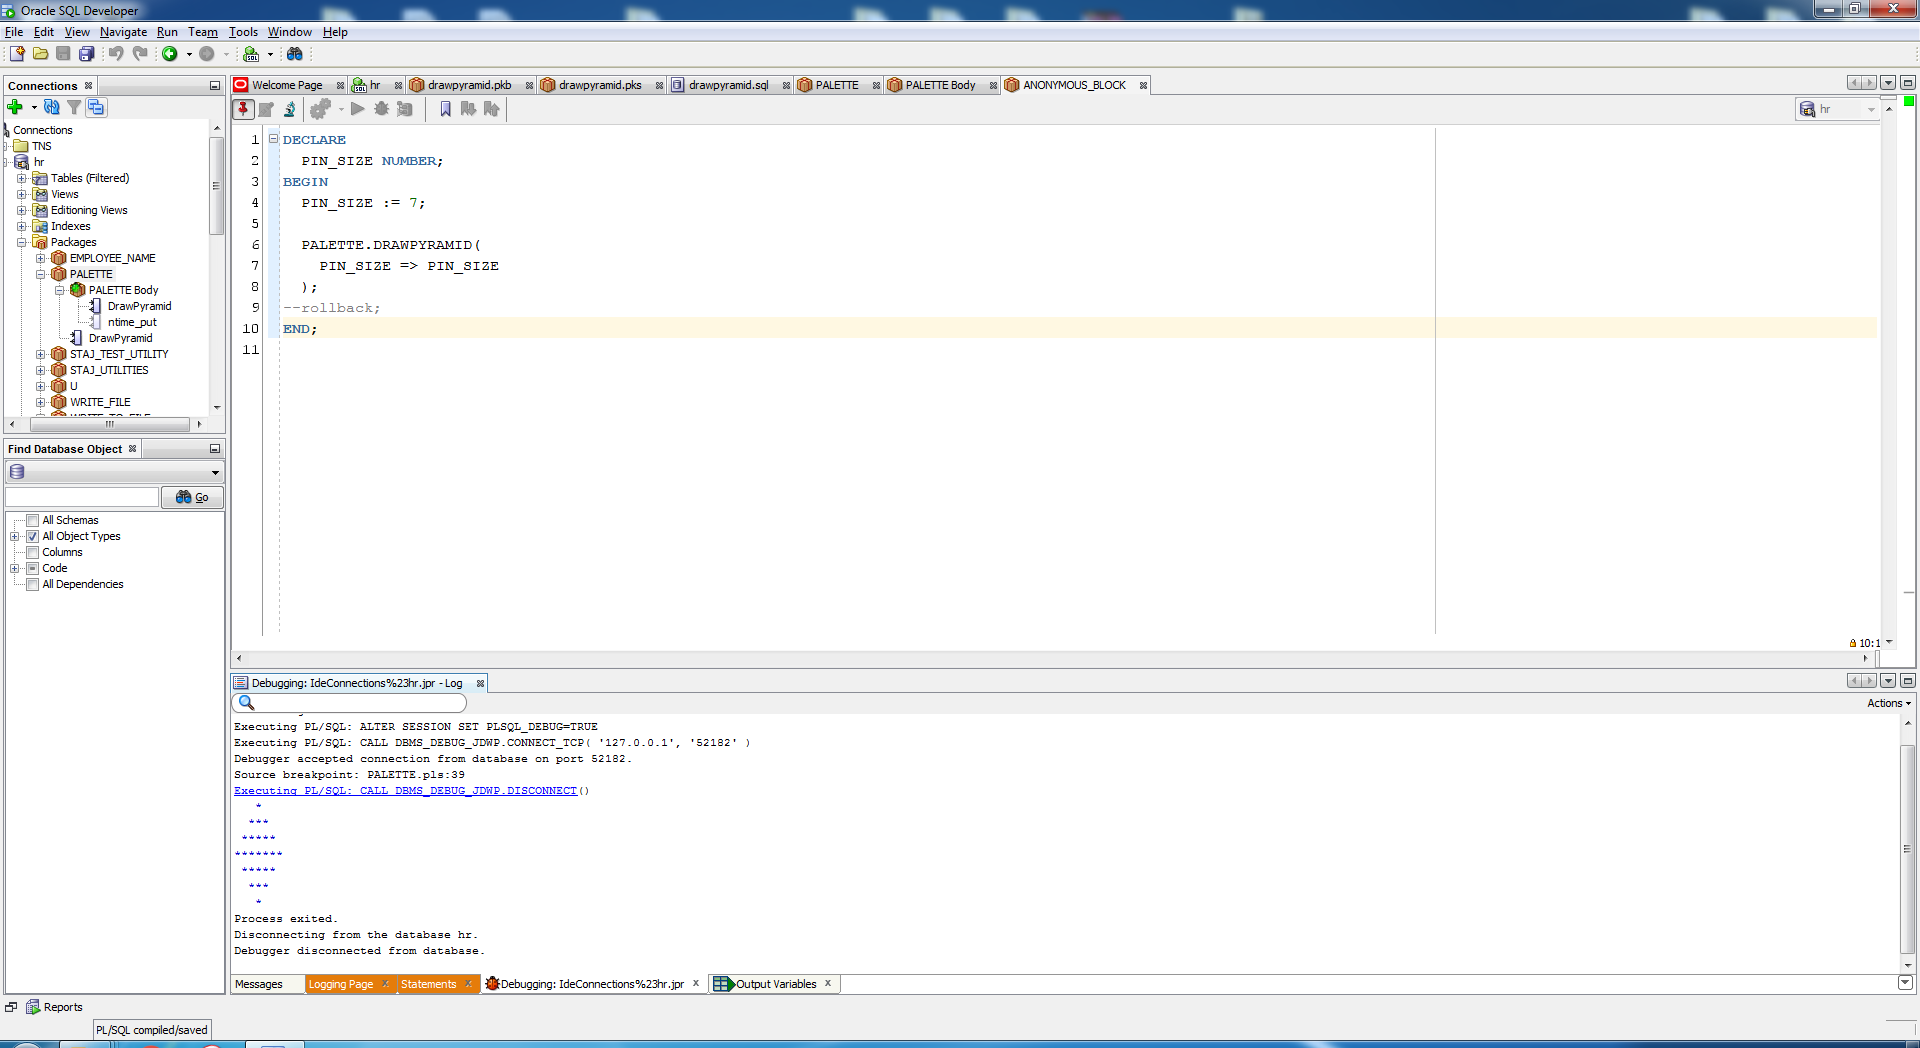 Oracle SQL Developer
File Edit View Navigate Run Team Tools Window Help
Connections
Connections
TNS
hr
Tables (Filtered)
Views
Editioning Views
Indexes
Packages
EMPLOYEE_NAME
PALETTE
PALETTE Body
DrawPyramid
ntime_put
DrawPyramid
STAJ_TEST_UTILITY
STAJ_UTILITIES
U
WRITE_FILE
Find Database Object
Go
All Schemas
All Object Types
Columns
Code
All Dependencies
Welcome Page hr drawpyramid.pkb drawpyramid.pks drawpyramid.sql PALETTE PALETTE Body ANONYMOUS_BLOCK
hr
1 DECLARE
2 PIN_SIZE NUMBER;
3 BEGIN
4 PIN_SIZE := 7;
5
6 PALETTE.DRAWPYRAMID(
7 PIN_SIZE => PIN_SIZE
8 );
9 --rollback;
10 END;
11
10:1
Debugging: IdeConnections%23hr.jpr - Log
Actions
Executing PL/SQL: ALTER SESSION SET PLSQL_DEBUG=TRUE
Executing PL/SQL: CALL DBMS_DEBUG_JDWP.CONNECT_TCP( '127.0.0.1', '52182' )
Debugger accepted connection from database on port 52182.
Source breakpoint: PALETTE.pls:39
Executing PL/SQL: CALL DBMS_DEBUG_JDWP.DISCONNECT()
*
***
*****
*******
*****
***
*
Process exited.
Disconnecting from the database hr.
Debugger disconnected from database.
Messages Logging Page Statements Debugging: IdeConnections%23hr.jpr Output Variables
Reports
PL/SQL compiled/saved